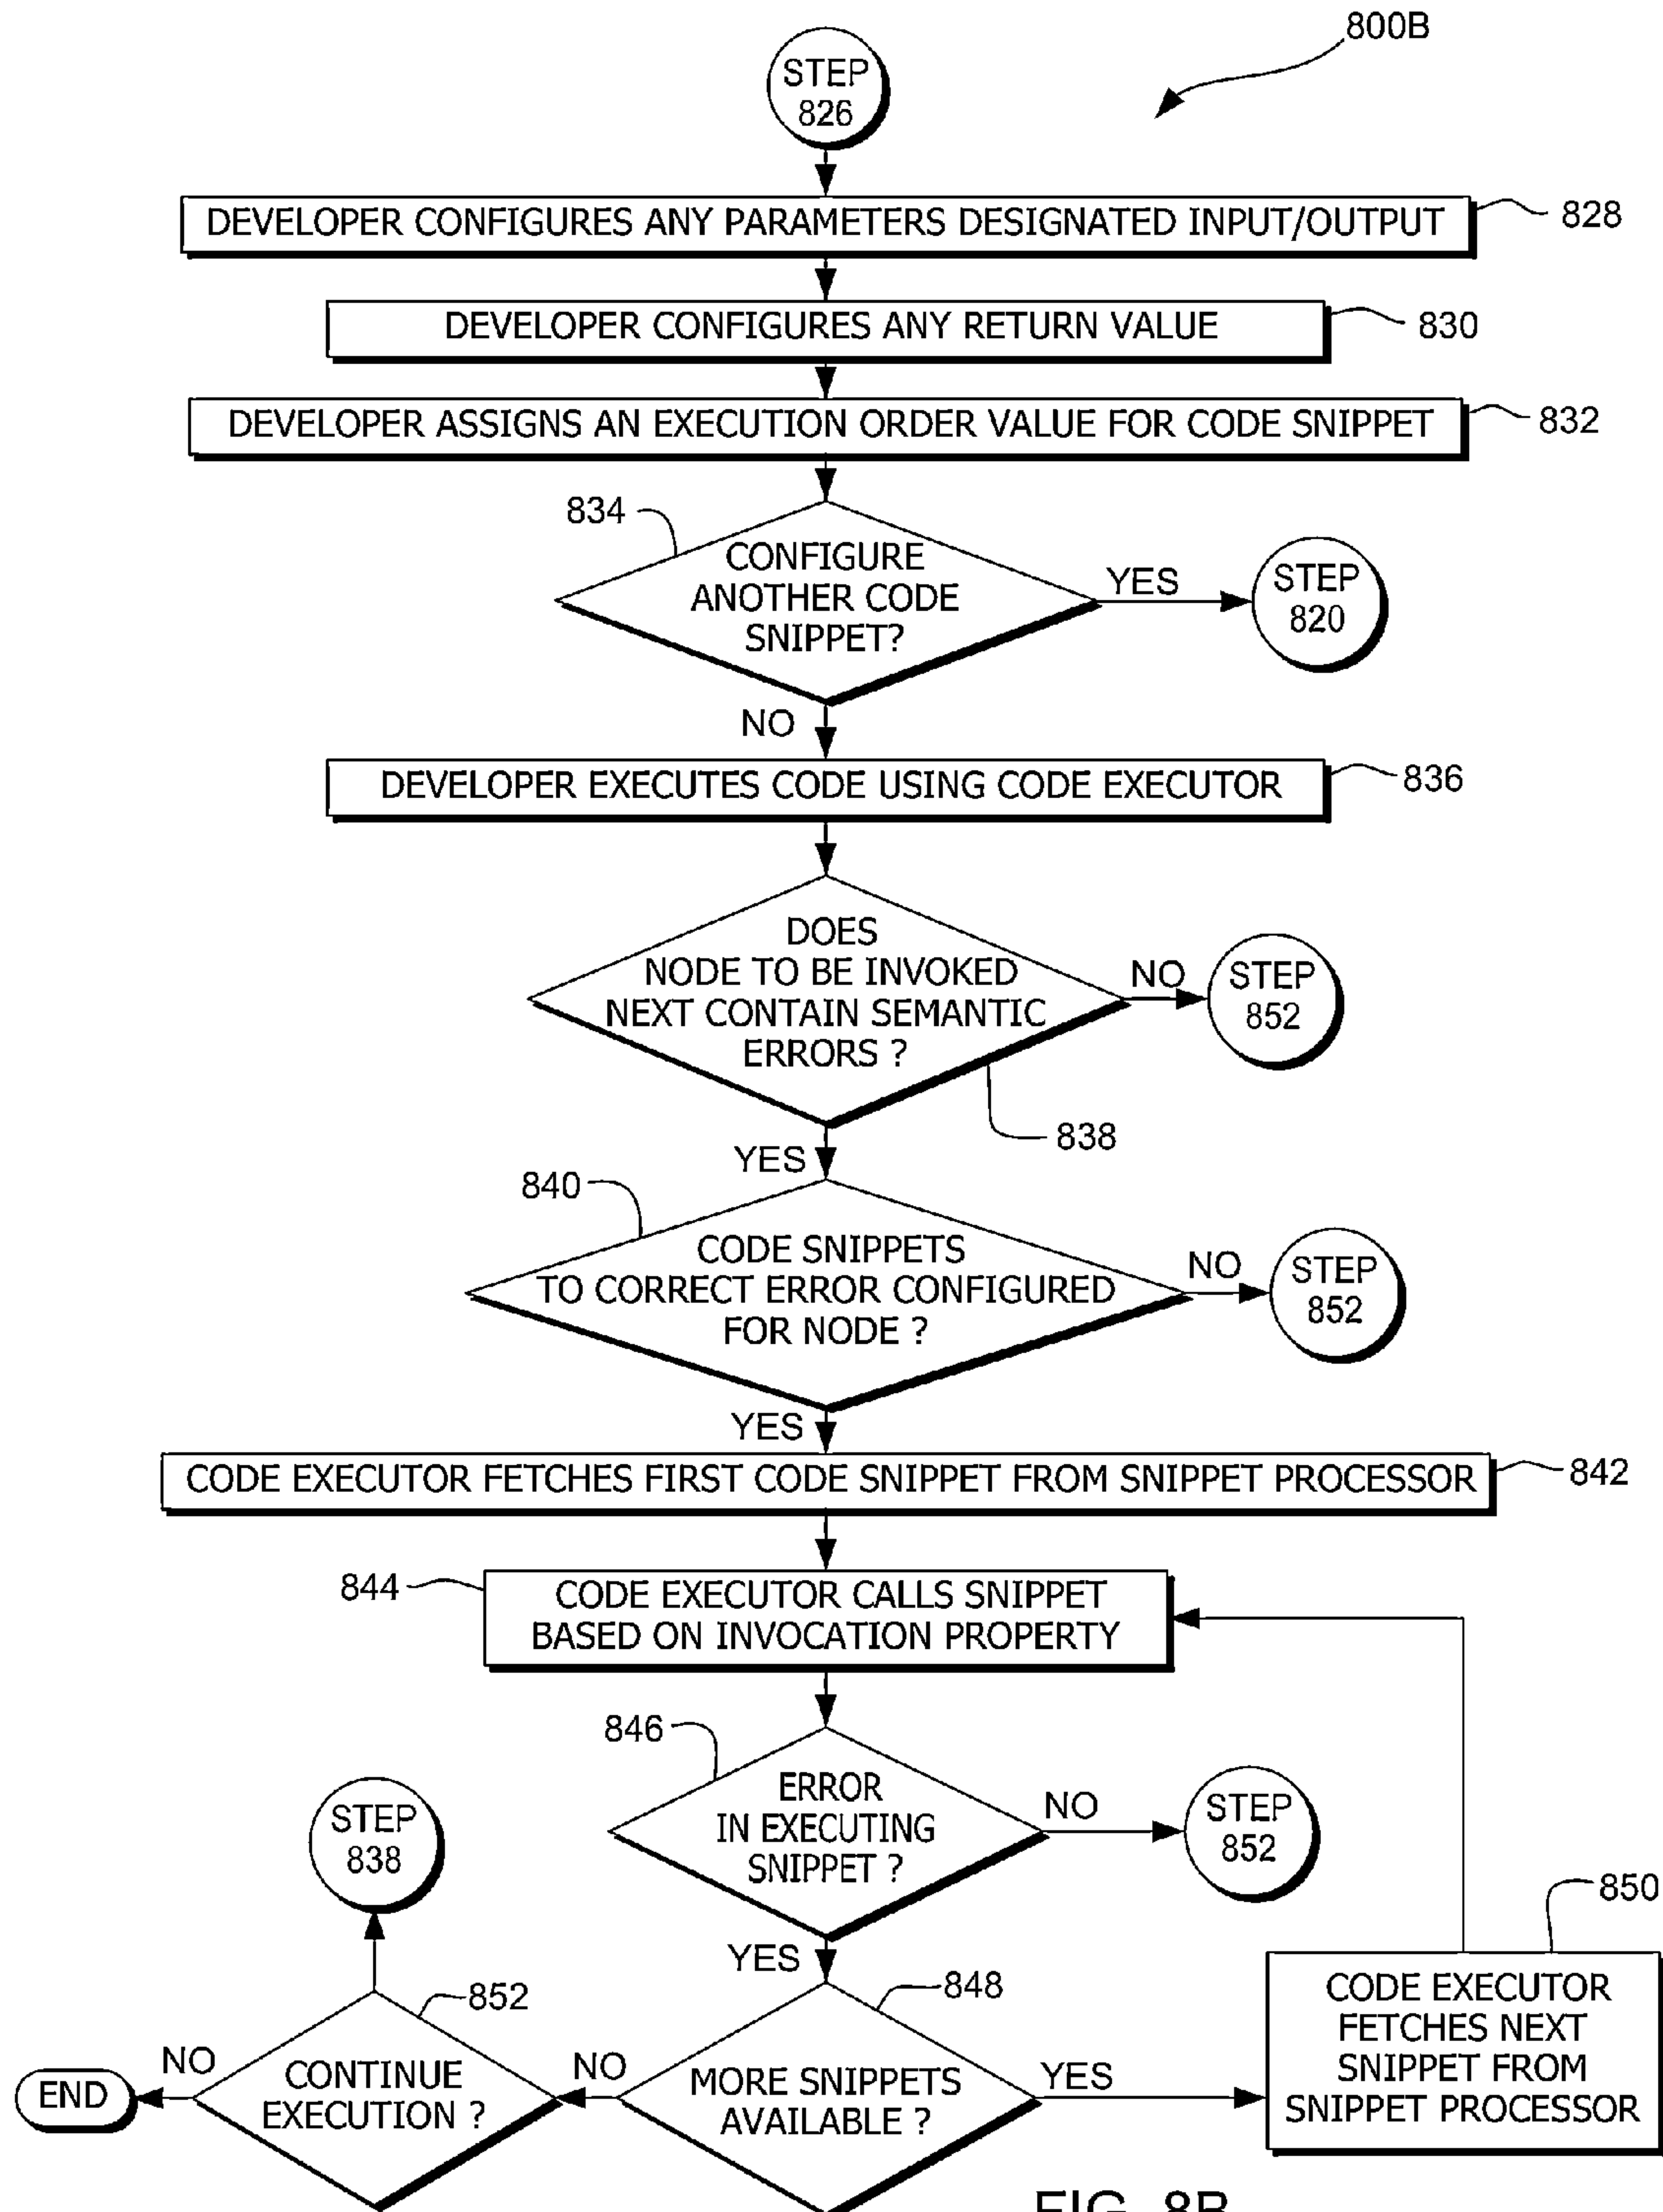 800B
STEP
826
DEVELOPER CONFIGURES ANY PARAMETERS DESIGNATED INPUT/OUTPUT
828
DEVELOPER CONFIGURES ANY RETURN VALUE
830
DEVELOPER ASSIGNS AN EXECUTION ORDER VALUE FOR CODE SNIPPET
832
834
CONFIGURE
ANOTHER CODE
SNIPPET?
YES
STEP
820
NO
DEVELOPER EXECUTES CODE USING CODE EXECUTOR
836
DOES
NODE TO BE INVOKED
NEXT CONTAIN SEMANTIC
ERRORS ?
NO
STEP
852
838
YES
840
CODE SNIPPETS
TO CORRECT ERROR CONFIGURED
FOR NODE ?
NO
STEP
852
YES
CODE EXECUTOR FETCHES FIRST CODE SNIPPET FROM SNIPPET PROCESSOR
842
844
CODE EXECUTOR CALLS SNIPPET
BASED ON INVOCATION PROPERTY
846
ERROR
IN EXECUTING
SNIPPET ?
NO
STEP
852
STEP
838
YES
850
852
848
CODE EXECUTOR
FETCHES NEXT
SNIPPET FROM
SNIPPET PROCESSOR
END
NO
CONTINUE
EXECUTION ?
NO
MORE SNIPPETS
AVAILABLE ?
YES
FIG. 8B